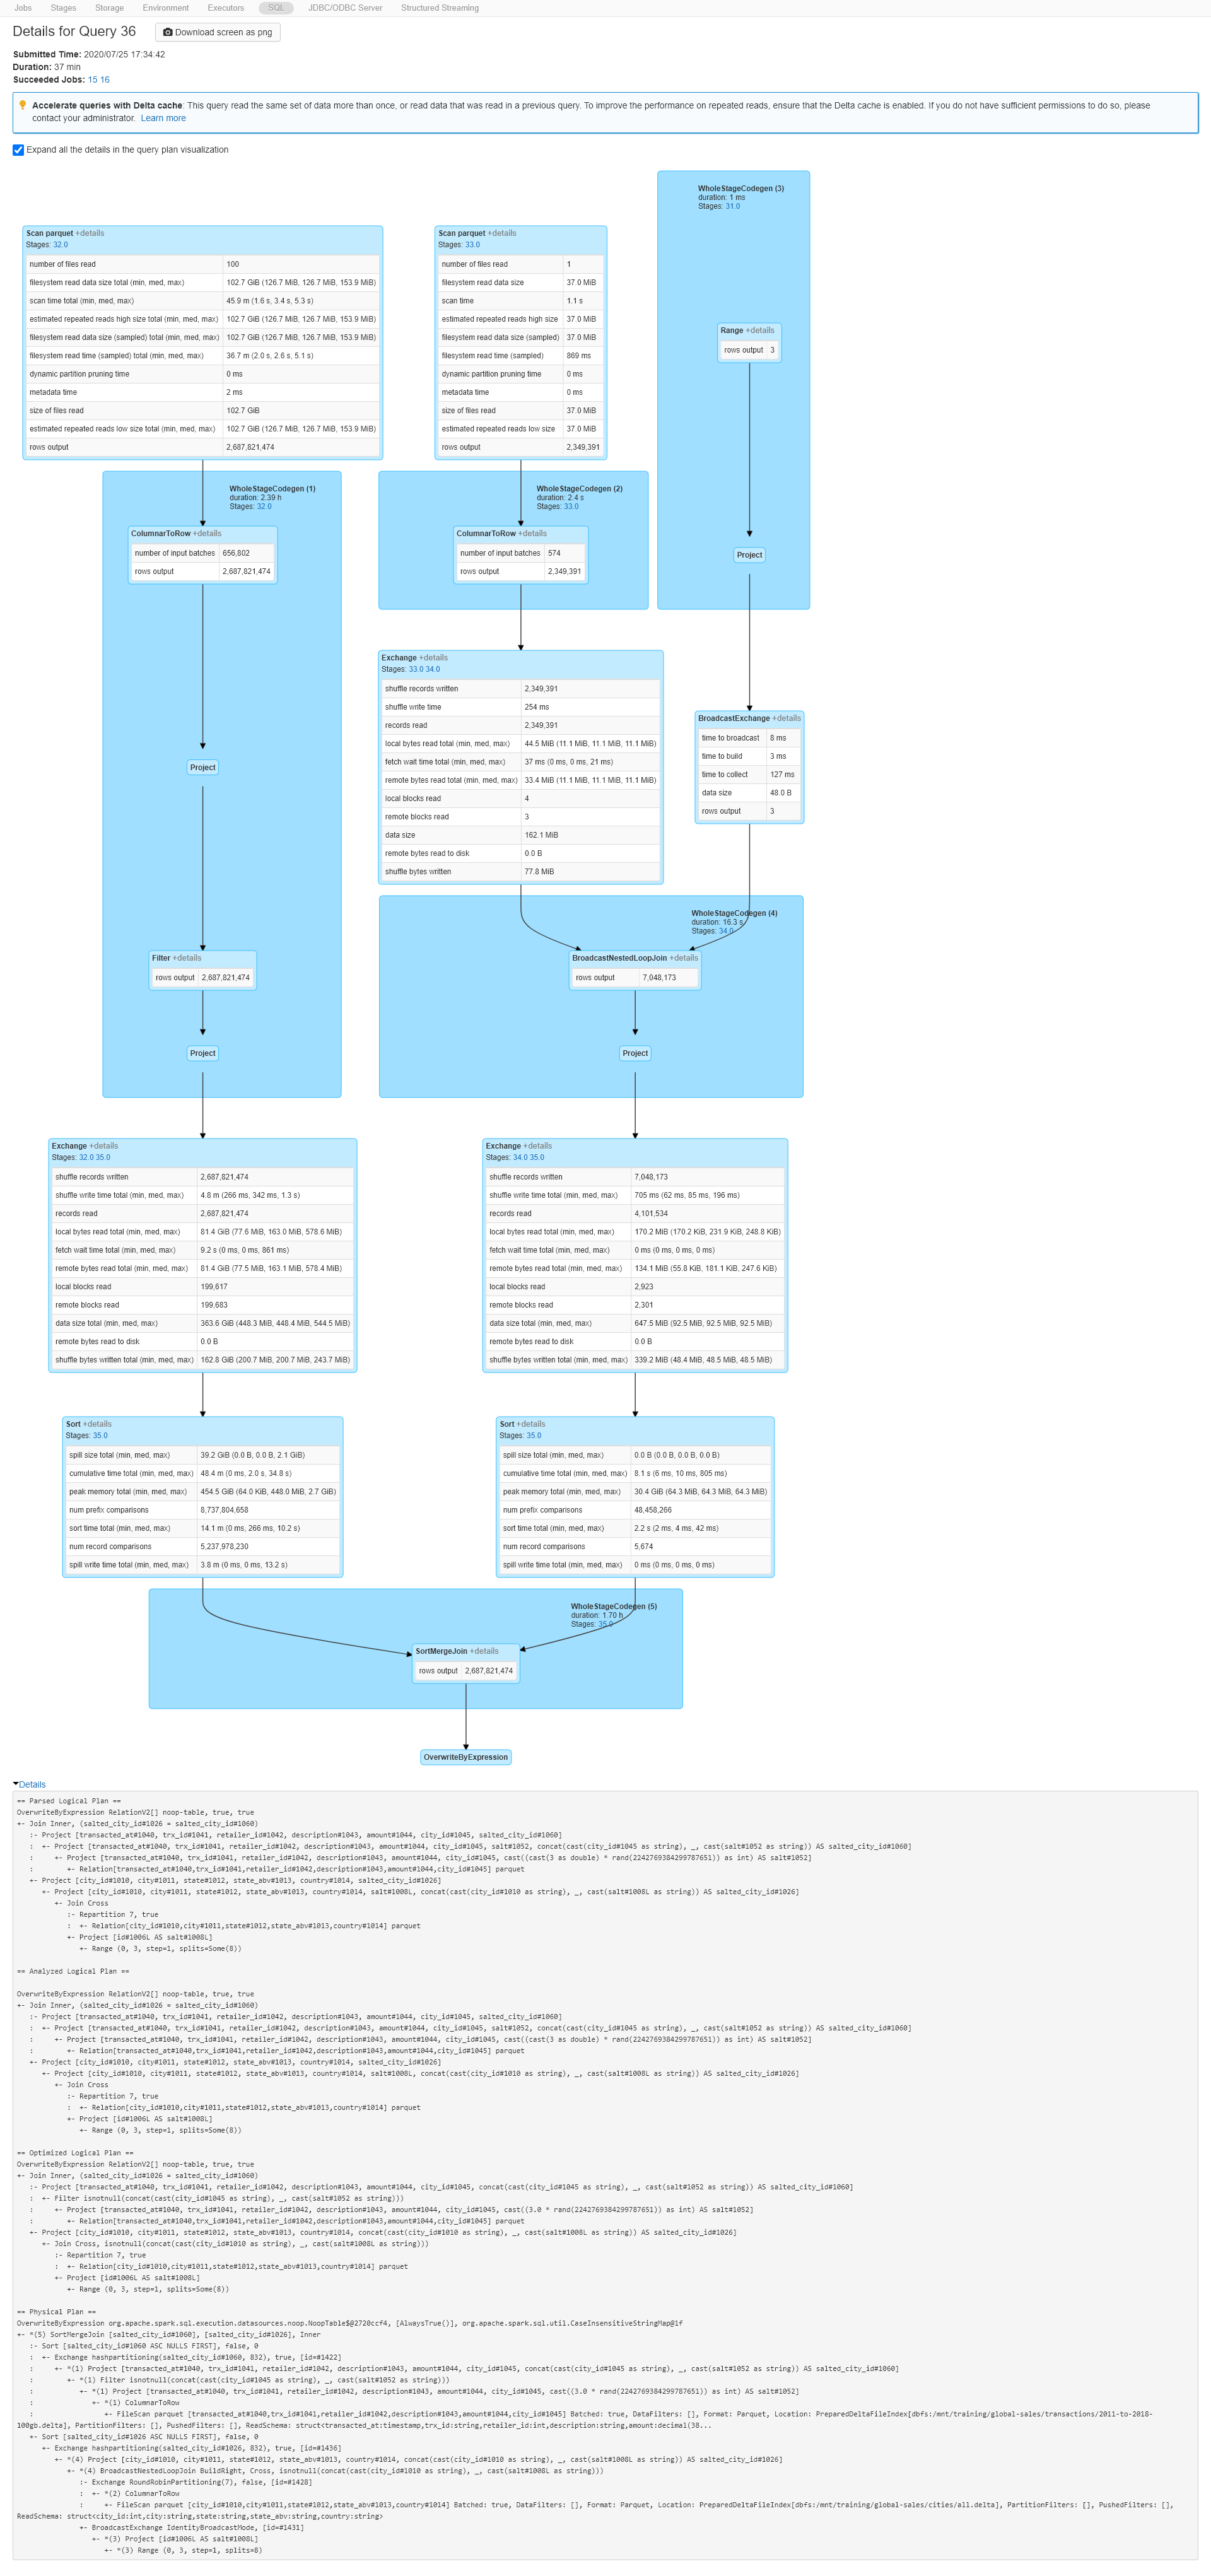 Jobs Stages Storage Environment Executors SQL JDBC/ODBC Server Structured Streaming
Details for Query 36 Download screen as png
Submitted Time: 2020/07/25 17:34:42
Duration: 37 min
Succeeded Jobs: 15 16
Accelerate queries with Delta cache: This query read the same set of data more than once, or read data that was read in a previous query. To improve the performance on repeated reads, ensure that the Delta cache is enabled. If you do not have sufficient permissions to do so, please
contact your administrator. Learn more
Expand all the details in the query plan visualization
WholeStageCodegen (3)
duration: 1 ms
Stages: 31.0
Scan parquet +details
Stages: 32.0
number of files read 100
filesystem read data size total (min, med, max) 102.7 GiB (126.7 MiB, 126.7 MiB, 153.9 MiB)
scan time total (min, med, max) 45.9 m (1.6 s, 3.4 s, 5.3 s)
estimated repeated reads high size total (min, med, max) 102.7 GiB (126.7 MiB, 126.7 MiB, 153.9 MiB)
filesystem read data size (sampled) total (min, med, max) 102.7 GiB (126.7 MiB, 126.7 MiB, 153.9 MiB)
filesystem read time (sampled) total (min, med, max) 36.7 m (2.0 s, 2.6 s, 5.1 s)
dynamic partition pruning time 0 ms
metadata time 2 ms
size of files read 102.7 GiB
estimated repeated reads low size total (min, med, max) 102.7 GiB (126.7 MiB, 126.7 MiB, 153.9 MiB)
rows output 2,687,821,474
Scan parquet +details
Stages: 33.0
number of files read 1
filesystem read data size 37.0 MiB
scan time 1.1 s
estimated repeated reads high size 37.0 MiB
filesystem read data size (sampled) 37.0 MiB
filesystem read time (sampled) 869 ms
dynamic partition pruning time 0 ms
metadata time 0 ms
size of files read 37.0 MiB
estimated repeated reads low size 37.0 MiB
rows output 2,349,391
Range +details
rows output 3
WholeStageCodegen (1)
duration: 2.39 h
Stages: 32.0
ColumnarToRow +details
number of input batches 656,802
rows output 2,687,821,474
WholeStageCodegen (2)
duration: 2.4 s
Stages: 33.0
ColumnarToRow +details
number of input batches 574
rows output 2,349,391
Project
Exchange +details
Stages: 33.0 34.0
shuffle records written 2,349,391
shuffle write time 254 ms
records read 2,349,391
local bytes read total (min, med, max) 44.5 MiB (11.1 MiB, 11.1 MiB, 11.1 MiB)
fetch wait time total (min, med, max) 37 ms (0 ms, 0 ms, 21 ms)
remote bytes read total (min, med, max) 33.4 MiB (11.1 MiB, 11.1 MiB, 11.1 MiB)
local blocks read 4
remote blocks read 3
data size 162.1 MiB
remote bytes read to disk 0.0 B
shuffle bytes written 77.8 MiB
BroadcastExchange +details
time to broadcast 8 ms
time to build 3 ms
time to collect 127 ms
data size 48.0 B
rows output 3
Project
WholeStageCodegen (4)
duration: 16.3 s
Stages: 34.0
Filter +details
rows output 2,687,821,474
BroadcastNestedLoopJoin +details
rows output 7,048,173
Project
Project
Exchange +details
Stages: 32.0 35.0
shuffle records written 2,687,821,474
shuffle write time total (min, med, max) 4.8 m (266 ms, 342 ms, 1.3 s)
records read 2,687,821,474
local bytes read total (min, med, max) 81.4 GiB (77.6 MiB, 163.0 MiB, 578.6 MiB)
fetch wait time total (min, med, max) 9.2 s (0 ms, 0 ms, 861 ms)
remote bytes read total (min, med, max) 81.4 GiB (77.5 MiB, 163.1 MiB, 578.4 MiB)
local blocks read 199,617
remote blocks read 199,683
data size total (min, med, max) 363.6 GiB (448.3 MiB, 448.4 MiB, 544.5 MiB)
remote bytes read to disk 0.0 B
shuffle bytes written total (min, med, max) 162.8 GiB (200.7 MiB, 200.7 MiB, 243.7 MiB)
Exchange +details
Stages: 34.0 35.0
shuffle records written 7,048,173
shuffle write time total (min, med, max) 705 ms (62 ms, 85 ms, 196 ms)
records read 4,101,534
local bytes read total (min, med, max) 170.2 MiB (170.2 KiB, 231.9 KiB, 248.8 KiB)
fetch wait time total (min, med, max) 0 ms (0 ms, 0 ms, 0 ms)
remote bytes read total (min, med, max) 134.1 MiB (55.8 KiB, 181.1 KiB, 247.6 KiB)
local blocks read 2,923
remote blocks read 2,301
data size total (min, med, max) 647.5 MiB (92.5 MiB, 92.5 MiB, 92.5 MiB)
remote bytes read to disk 0.0 B
shuffle bytes written total (min, med, max) 339.2 MiB (48.4 MiB, 48.5 MiB, 48.5 MiB)
Sort +details
Stages: 35.0
spill size total (min, med, max) 39.2 GiB (0.0 B, 0.0 B, 2.1 GiB)
cumulative time total (min, med, max) 48.4 m (0 ms, 2.0 s, 34.8 s)
peak memory total (min, med, max) 454.5 GiB (64.0 KiB, 448.0 MiB, 2.7 GiB)
num prefix comparisons 8,737,804,658
sort time total (min, med, max) 14.1 m (0 ms, 266 ms, 10.2 s)
num record comparisons 5,237,978,230
spill write time total (min, med, max) 3.8 m (0 ms, 0 ms, 13.2 s)
Sort +details
Stages: 35.0
spill size total (min, med, max) 0.0 B (0.0 B, 0.0 B, 0.0 B)
cumulative time total (min, med, max) 8.1 s (6 ms, 10 ms, 805 ms)
peak memory total (min, med, max) 30.4 GiB (64.3 MiB, 64.3 MiB, 64.3 MiB)
num prefix comparisons 48,458,266
sort time total (min, med, max) 2.2 s (2 ms, 4 ms, 42 ms)
num record comparisons 5,674
spill write time total (min, med, max) 0 ms (0 ms, 0 ms, 0 ms)
WholeStageCodegen (5)
duration: 1.70 h
Stages: 35.0
SortMergeJoin +details
rows output 2,687,821,474
OverwriteByExpression
Details
== Parsed Logical Plan ==
OverwriteByExpression RelationV2[] noop-table, true, true
+- Join Inner, (salted_city_id#1026 = salted_city_id#1060)
:- Project [transacted_at#1040, trx_id#1041, retailer_id#1042, description#1043, amount#1044, city_id#1045, salted_city_id#1060]
: +- Project [transacted_at#1040, trx_id#1041, retailer_id#1042, description#1043, amount#1044, city_id#1045, salt#1052, concat(cast(city_id#1045 as string), _, cast(salt#1052 as string)) AS salted_city_id#1060]
: +- Project [transacted_at#1040, trx_id#1041, retailer_id#1042, description#1043, amount#1044, city_id#1045, cast((cast(3 as double) * rand(2242769384299787651)) as int) AS salt#1052]
: +- Relation[transacted_at#1040,trx_id#1041,retailer_id#1042,description#1043,amount#1044,city_id#1045] parquet
+- Project [city_id#1010, city#1011, state#1012, state_abv#1013, country#1014, salted_city_id#1026]
+- Project [city_id#1010, city#1011, state#1012, state_abv#1013, country#1014, salt#1008L, concat(cast(city_id#1010 as string), _, cast(salt#1008L as string)) AS salted_city_id#1026]
+- Join Cross
:- Repartition 7, true
: +- Relation[city_id#1010,city#1011,state#1012,state_abv#1013,country#1014] parquet
+- Project [id#1006L AS salt#1008L]
+- Range (0, 3, step=1, splits=Some(8))
== Analyzed Logical Plan ==
OverwriteByExpression RelationV2[] noop-table, true, true
+- Join Inner, (salted_city_id#1026 = salted_city_id#1060)
:- Project [transacted_at#1040, trx_id#1041, retailer_id#1042, description#1043, amount#1044, city_id#1045, salted_city_id#1060]
: +- Project [transacted_at#1040, trx_id#1041, retailer_id#1042, description#1043, amount#1044, city_id#1045, salt#1052, concat(cast(city_id#1045 as string), _, cast(salt#1052 as string)) AS salted_city_id#1060]
: +- Project [transacted_at#1040, trx_id#1041, retailer_id#1042, description#1043, amount#1044, city_id#1045, cast((cast(3 as double) * rand(2242769384299787651)) as int) AS salt#1052]
: +- Relation[transacted_at#1040,trx_id#1041,retailer_id#1042,description#1043,amount#1044,city_id#1045] parquet
+- Project [city_id#1010, city#1011, state#1012, state_abv#1013, country#1014, salted_city_id#1026]
+- Project [city_id#1010, city#1011, state#1012, state_abv#1013, country#1014, salt#1008L, concat(cast(city_id#1010 as string), _, cast(salt#1008L as string)) AS salted_city_id#1026]
+- Join Cross
:- Repartition 7, true
: +- Relation[city_id#1010,city#1011,state#1012,state_abv#1013,country#1014] parquet
+- Project [id#1006L AS salt#1008L]
+- Range (0, 3, step=1, splits=Some(8))
== Optimized Logical Plan ==
OverwriteByExpression RelationV2[] noop-table, true, true
+- Join Inner, (salted_city_id#1026 = salted_city_id#1060)
:- Project [transacted_at#1040, trx_id#1041, retailer_id#1042, description#1043, amount#1044, city_id#1045, concat(cast(city_id#1045 as string), _, cast(salt#1052 as string)) AS salted_city_id#1060]
: +- Filter isnotnull(concat(cast(city_id#1045 as string), _, cast(salt#1052 as string)))
: +- Project [transacted_at#1040, trx_id#1041, retailer_id#1042, description#1043, amount#1044, city_id#1045, cast((3.0 * rand(2242769384299787651)) as int) AS salt#1052]
: +- Relation[transacted_at#1040,trx_id#1041,retailer_id#1042,description#1043,amount#1044,city_id#1045] parquet
+- Project [city_id#1010, city#1011, state#1012, state_abv#1013, country#1014, concat(cast(city_id#1010 as string), _, cast(salt#1008L as string)) AS salted_city_id#1026]
+- Join Cross, isnotnull(concat(cast(city_id#1010 as string), _, cast(salt#1008L as string)))
:- Repartition 7, true
: +- Relation[city_id#1010,city#1011,state#1012,state_abv#1013,country#1014] parquet
+- Project [id#1006L AS salt#1008L]
+- Range (0, 3, step=1, splits=Some(8))
== Physical Plan ==
OverwriteByExpression org.apache.spark.sql.execution.datasources.noop.NoopTable$@2720ccf4, [AlwaysTrue()], org.apache.spark.sql.util.CaseInsensitiveStringMap@1f
+- *(5) SortMergeJoin [salted_city_id#1060], [salted_city_id#1026], Inner
:- Sort [salted_city_id#1060 ASC NULLS FIRST], false, 0
: +- Exchange hashpartitioning(salted_city_id#1060, 832), true, [id=#1422]
: +- *(1) Project [transacted_at#1040, trx_id#1041, retailer_id#1042, description#1043, amount#1044, city_id#1045, concat(cast(city_id#1045 as string), _, cast(salt#1052 as string)) AS salted_city_id#1060]
: +- *(1) Filter isnotnull(concat(cast(city_id#1045 as string), _, cast(salt#1052 as string)))
: +- *(1) Project [transacted_at#1040, trx_id#1041, retailer_id#1042, description#1043, amount#1044, city_id#1045, cast((3.0 * rand(2242769384299787651)) as int) AS salt#1052]
: +- *(1) ColumnarToRow
: +- FileScan parquet [transacted_at#1040,trx_id#1041,retailer_id#1042,description#1043,amount#1044,city_id#1045] Batched: true, DataFilters: [], Format: Parquet, Location: PreparedDeltaFileIndex[dbfs:/mnt/training/global-sales/transactions/2011-to-2018-
100gb.delta], PartitionFilters: [], PushedFilters: [], ReadSchema: struct<transacted_at:timestamp,trx_id:string,retailer_id:int,description:string,amount:decimal(38...
+- Sort [salted_city_id#1026 ASC NULLS FIRST], false, 0
+- Exchange hashpartitioning(salted_city_id#1026, 832), true, [id=#1436]
+- *(4) Project [city_id#1010, city#1011, state#1012, state_abv#1013, country#1014, concat(cast(city_id#1010 as string), _, cast(salt#1008L as string)) AS salted_city_id#1026]
+- *(4) BroadcastNestedLoopJoin BuildRight, Cross, isnotnull(concat(cast(city_id#1010 as string), _, cast(salt#1008L as string)))
:- Exchange RoundRobinPartitioning(7), false, [id=#1428]
: +- *(2) ColumnarToRow
: +- FileScan parquet [city_id#1010,city#1011,state#1012,state_abv#1013,country#1014] Batched: true, DataFilters: [], Format: Parquet, Location: PreparedDeltaFileIndex[dbfs:/mnt/training/global-sales/cities/all.delta], PartitionFilters: [], PushedFilters: [],
ReadSchema: struct<city_id:int,city:string,state:string,state_abv:string,country:string>
+- BroadcastExchange IdentityBroadcastMode, [id=#1431]
+- *(3) Project [id#1006L AS salt#1008L]
+- *(3) Range (0, 3, step=1, splits=8)